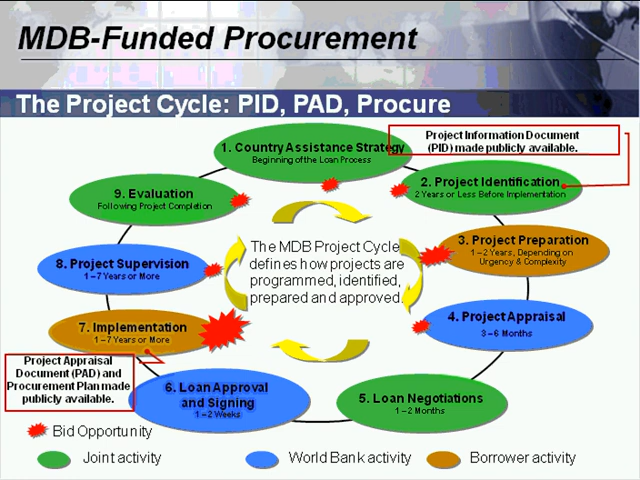 MDB-Funded Procurement
The Project Cycle: PID, PAD, Procure
1. Country Assistance Strategy
Beginning of the Loan Process
Project Information Document
(PID) made publicly available.
2. Project Identification
2 Years or Less Before Implementation
3. Project Preparation
1 – 2 Years, Depending on
Urgency & Complexity
4. Project Appraisal
3 – 6 Months
5. Loan Negotiations
1 – 2 Months
6. Loan Approval
and Signing
1 – 2 Weeks
7. Implementation
1 – 7 Years or More
Project Appraisal
Document (PAD) and
Procurement Plan made
publicly available.
8. Project Supervision
1 – 7 Years or More
9. Evaluation
Following Project Completion
The MDB Project Cycle
defines how projects are
programmed, identified,
prepared and approved.
Bid Opportunity
Joint activity
World Bank activity
Borrower activity